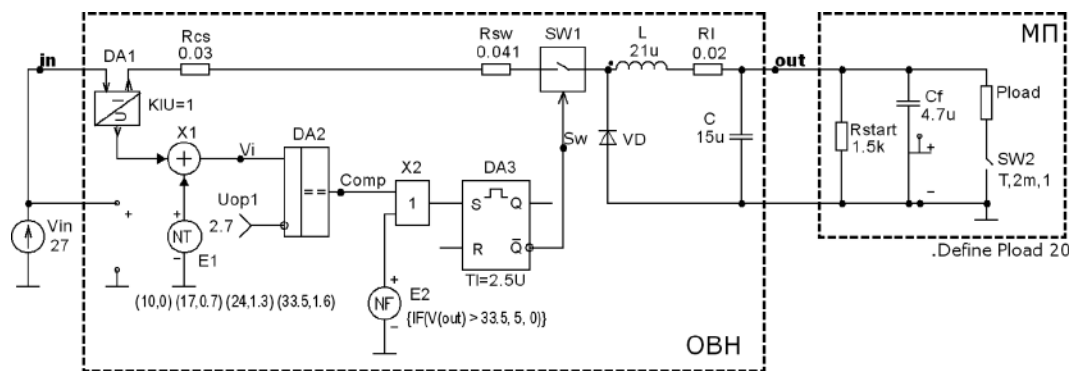 МП
in
DA1
Rcs
0.03
Rsw
0.041
SW1
L
21u
Rl
0.02
out
KIU=1
X1
Vi
DA2
==
Comp
X2
1
DA3
S
Q
R
Q
TI=2.5U
Sw
VD
C
15u
Rstart
1.5k
Cf
4.7u
+
−
Pload
SW2
T,2m,1
Uop1
2.7
Vin
27
+
+
NT
−
E1
(10,0) (17,0.7) (24,1.3) (33.5,1.6)
+
NF
−
E2
{IF(V(out) > 33.5, 5, 0)}
.Define Pload 20
ОВН